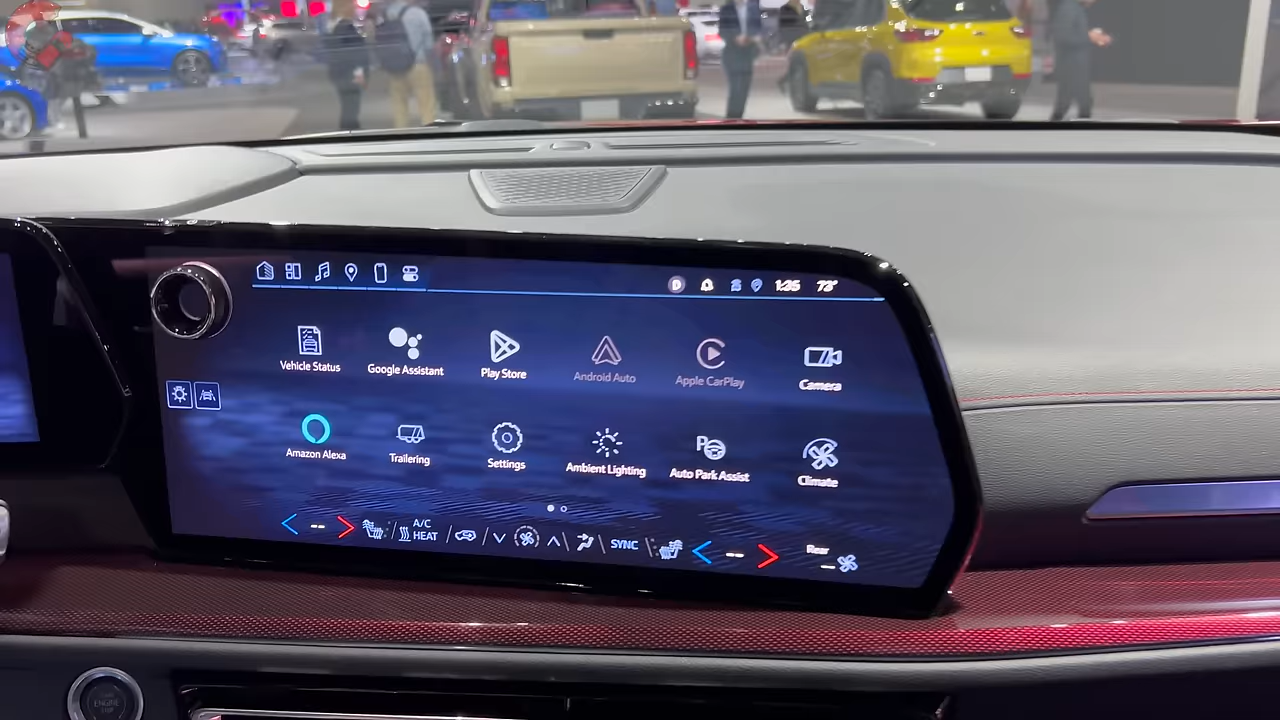 D 1:35 73°
Vehicle Status Google Assistant Play Store Android Auto Apple CarPlay Camera
Amazon Alexa Trailering Settings Ambient Lighting Auto Park Assist Climate
-- A/C HEAT SYNC -- Rear --
ENGINE